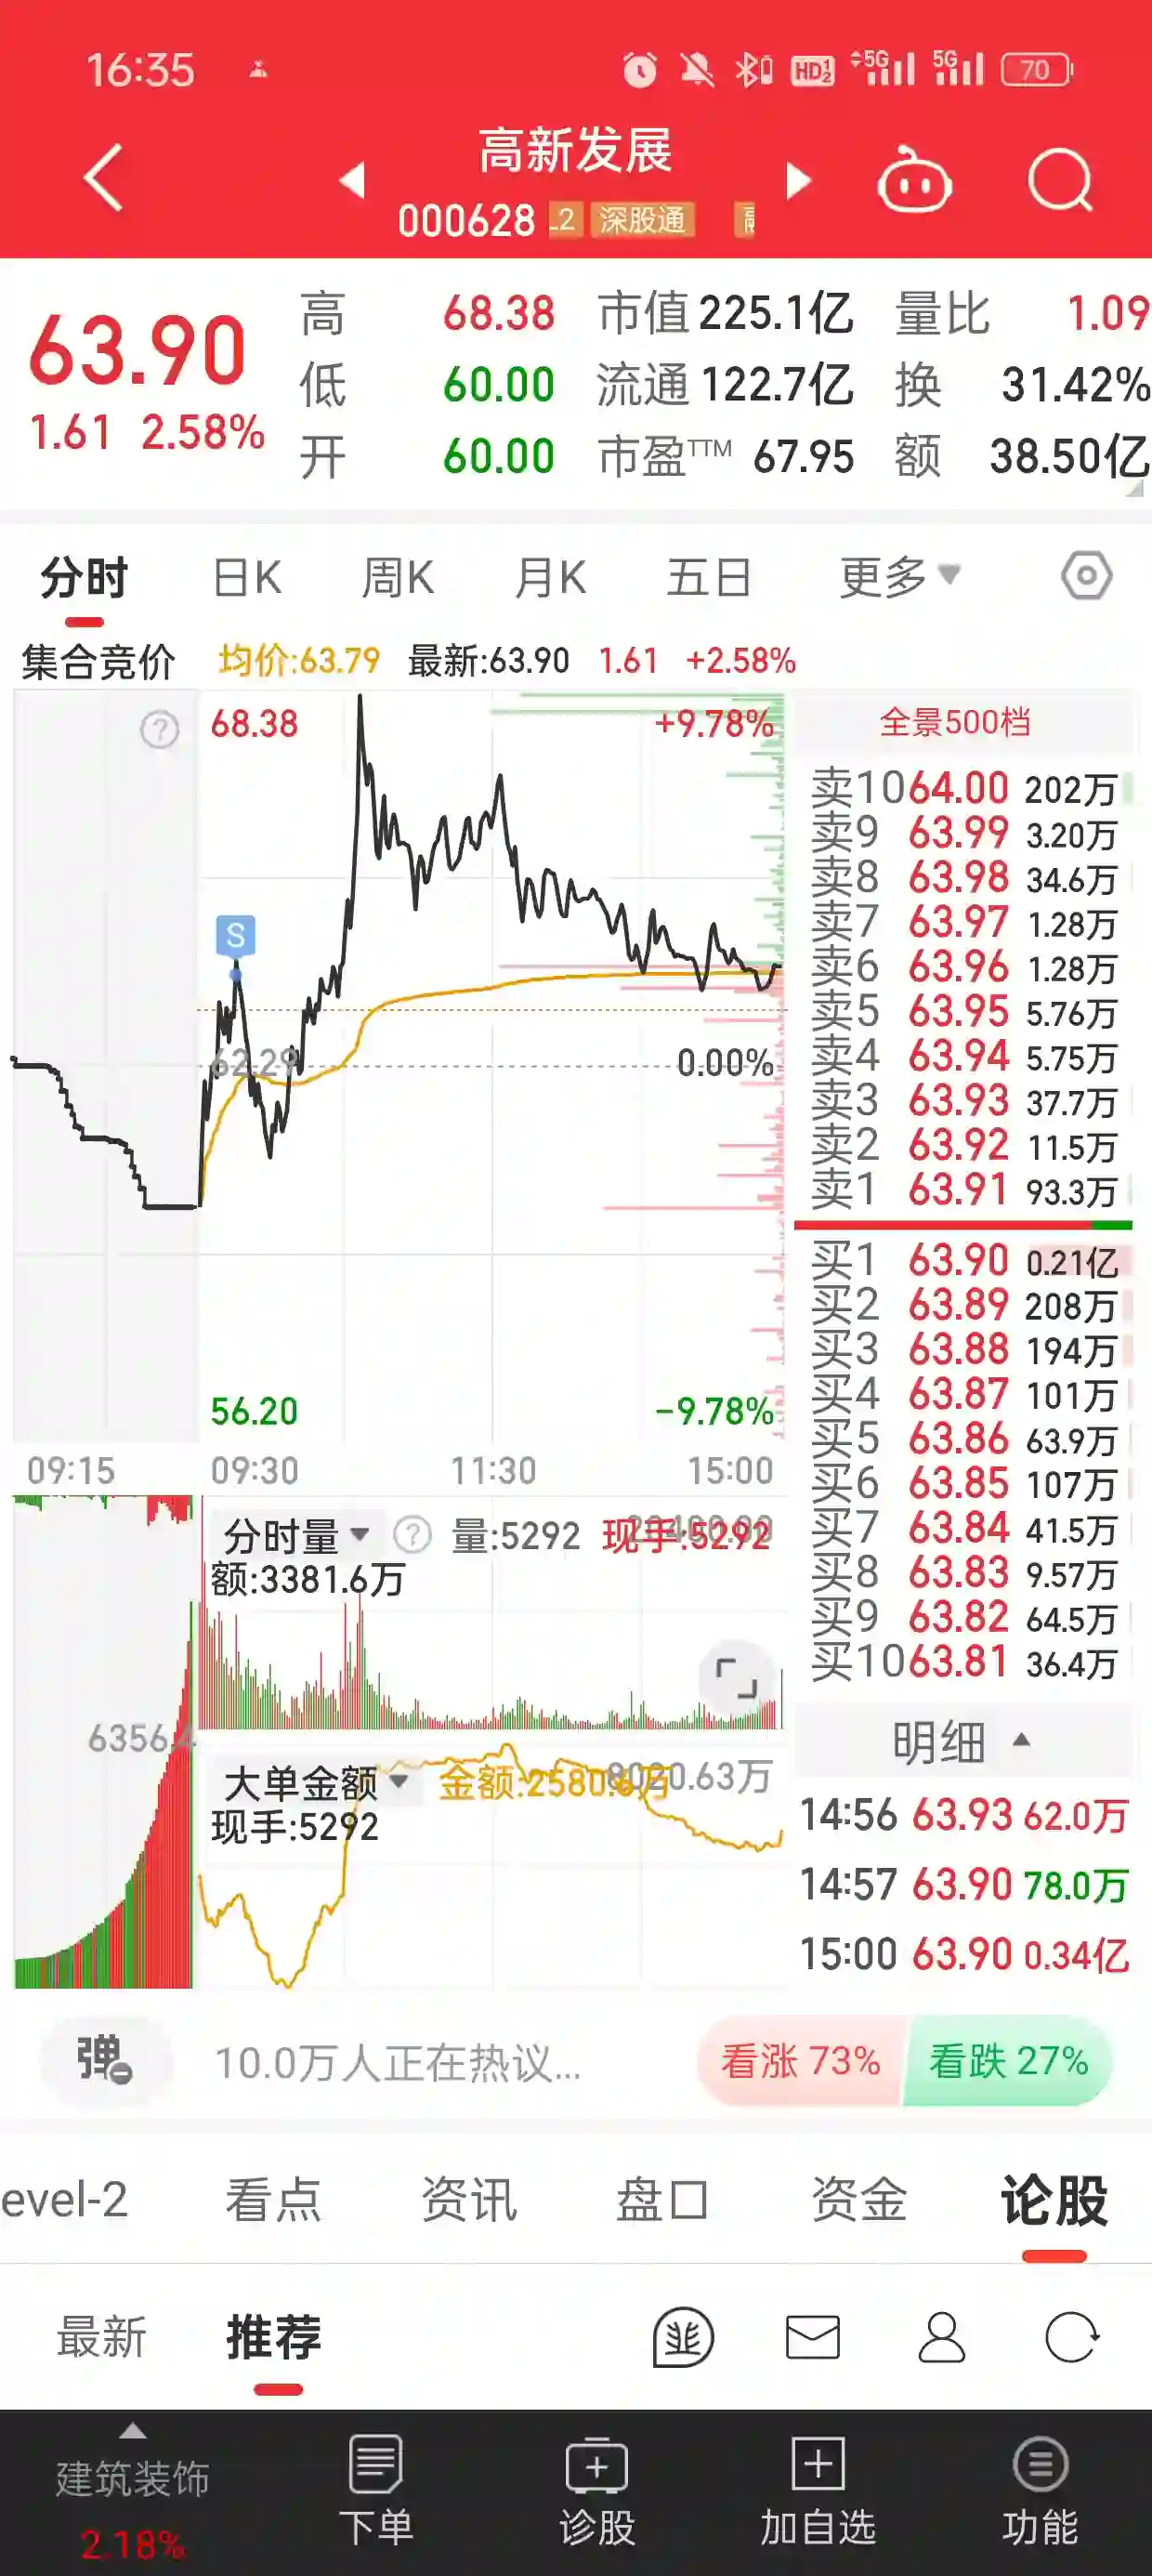 16:35 HD12 5G 5G 70
高新发展
000628 L2 深股通
63.90
1.61 2.58%
高 68.38 市值 225.1亿 量比 1.09
低 60.00 流通 122.7亿 换 31.42%
开 60.00 市盈TTM 67.95 额 38.50亿
分时 日K 周K 月K 五日 更多
集合竞价 均价:63.79 最新:63.90 1.61 +2.58%
68.38 +9.78%
S
62.29 0.00%
56.20 -9.78%
09:15 09:30 11:30 15:00
全景500档
卖10 64.00 202万
卖9 63.99 3.20万
卖8 63.98 34.6万
卖7 63.97 1.28万
卖6 63.96 1.28万
卖5 63.95 5.76万
卖4 63.94 5.75万
卖3 63.93 37.7万
卖2 63.92 11.5万
卖1 63.91 93.3万
买1 63.90 0.21亿
买2 63.89 208万
买3 63.88 194万
买4 63.87 101万
买5 63.86 63.9万
买6 63.85 107万
买7 63.84 41.5万
买8 63.83 9.57万
买9 63.82 64.5万
买10 63.81 36.4万
分时量 ? 量:5292 现手:5292
额:3381.6万
6356.4
大单金额 金额:2580.6万
现手:5292
明细
14:56 63.93 62.0万
14:57 63.90 78.0万
15:00 63.90 0.34亿
弹 10.0万人正在热议... 看涨 73% 看跌 27%
evel-2 看点 资讯 盘口 资金 论股
最新 推荐
建筑装饰 下单 诊股 加自选 功能
2.18%